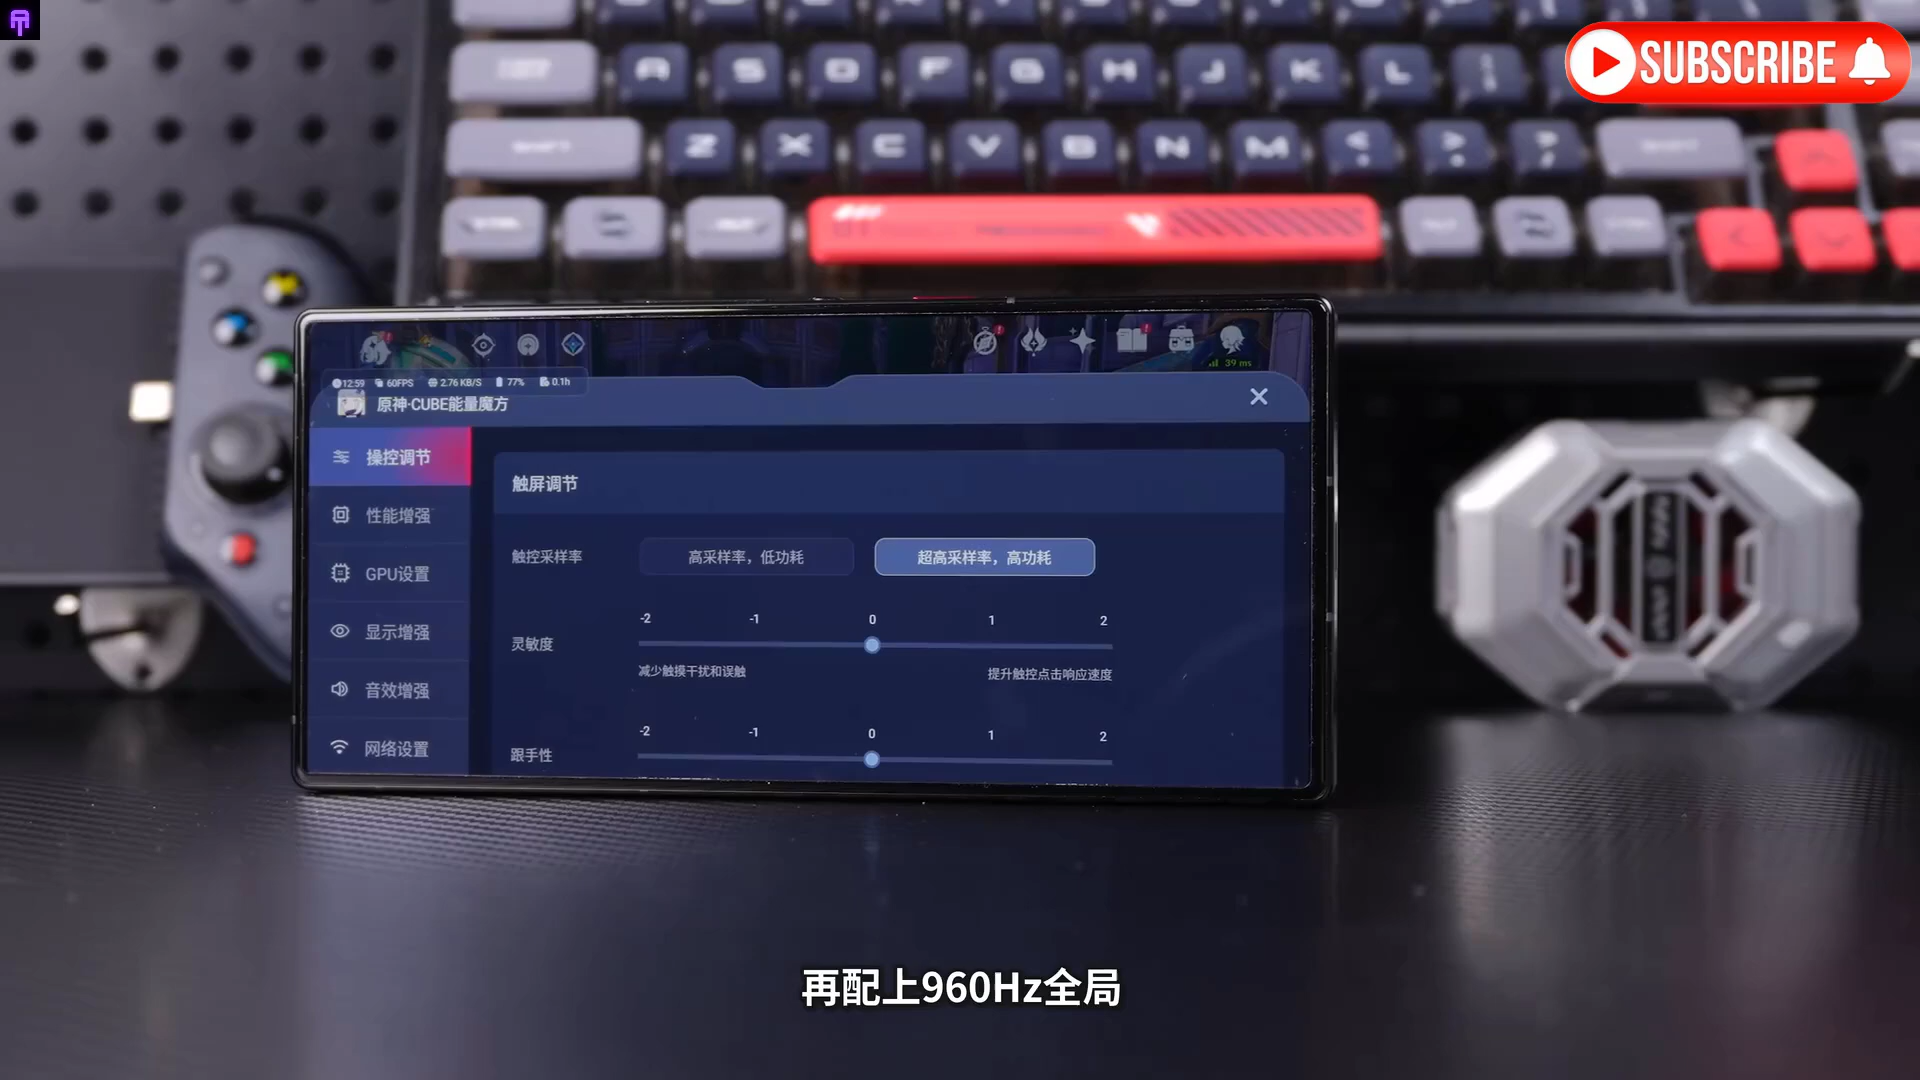 SUBSCRIBE
A S D F G H J K L
Z X C V B N M
39 ms
12:59 60FPS 2.76 KB/S 77% 0.1h
原神·CUBE能量魔方
操控调节
性能增强
GPU设置
显示增强
音效增强
网络设置
触屏调节
触控采样率 高采样率，低功耗 超高采样率，高功耗
-2 -1 0 1 2
灵敏度
减少触摸干扰和误触 提升触控点击响应速度
-2 -1 0 1 2
跟手性
再配上960Hz全局